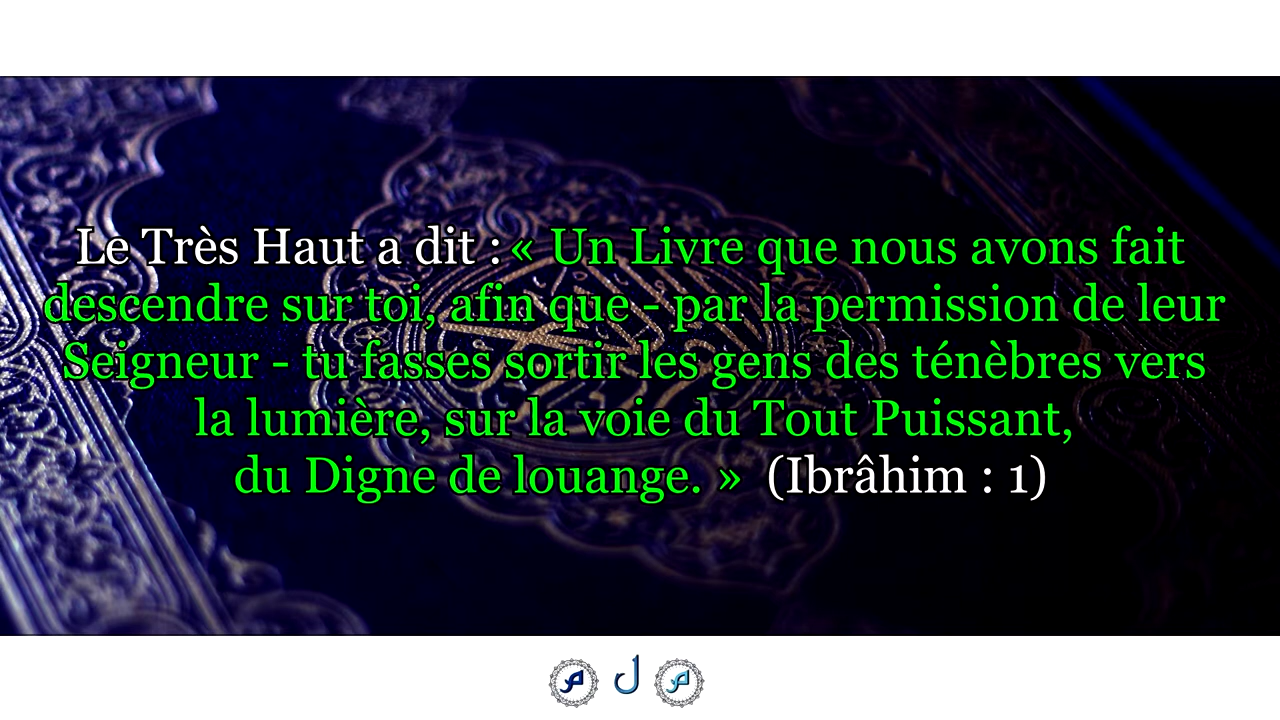 Le Très Haut a dit : « Un Livre que nous avons fait
descendre sur toi, afin que - par la permission de leur
Seigneur - tu fasses sortir les gens des ténèbres vers
la lumière, sur la voie du Tout Puissant,
du Digne de louange. » (Ibrâhim : 1)
م ل م